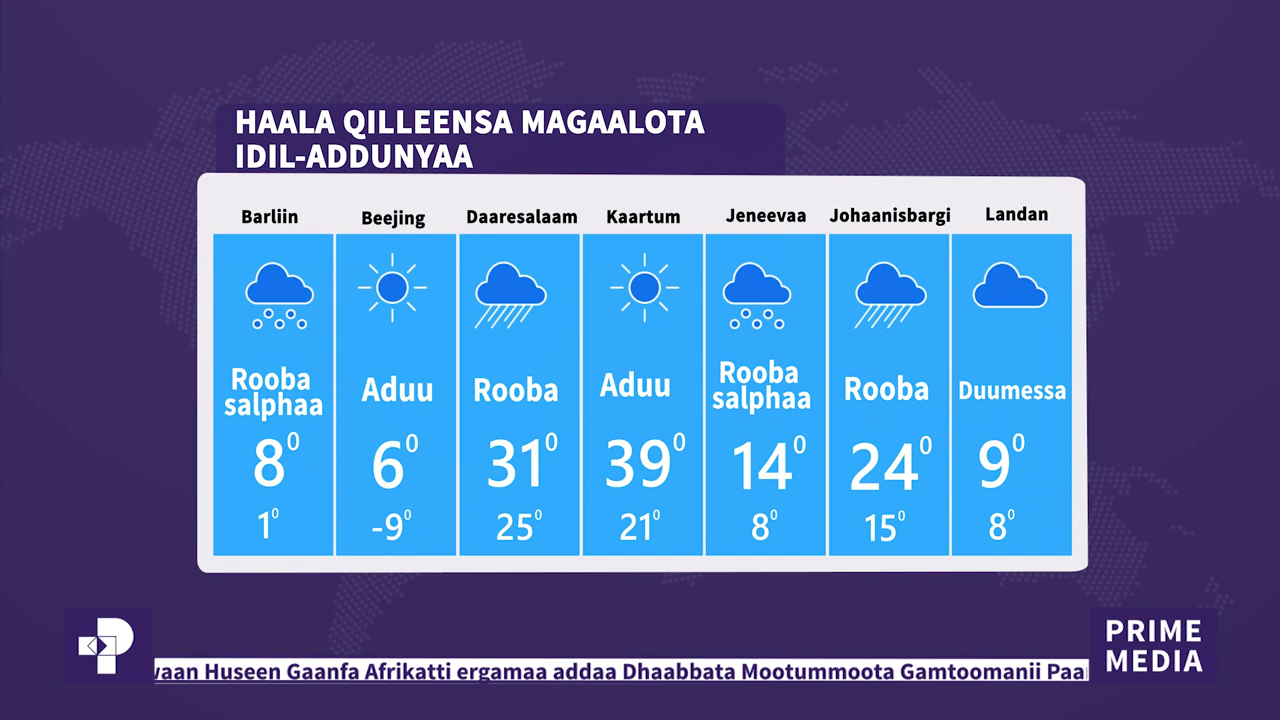 HAALA QILLEENSA MAGAALOTA
IDIL-ADDUNYAA
Barliin Beejing Daaresalaam Kaartum Jeneevaa Johaanisbargi Landan
Rooba salphaa Aduu Rooba Aduu Rooba salphaa Rooba Duumessa
8⁰ 6⁰ 31⁰ 39⁰ 14⁰ 24⁰ 9⁰
1⁰ -9⁰ 25⁰ 21⁰ 8⁰ 15⁰ 8⁰
PRIME
MEDIA
Huseen Gaanfa Afrikatti ergamaa addaa Dhaabbata Mootummoota Gamtoomanii